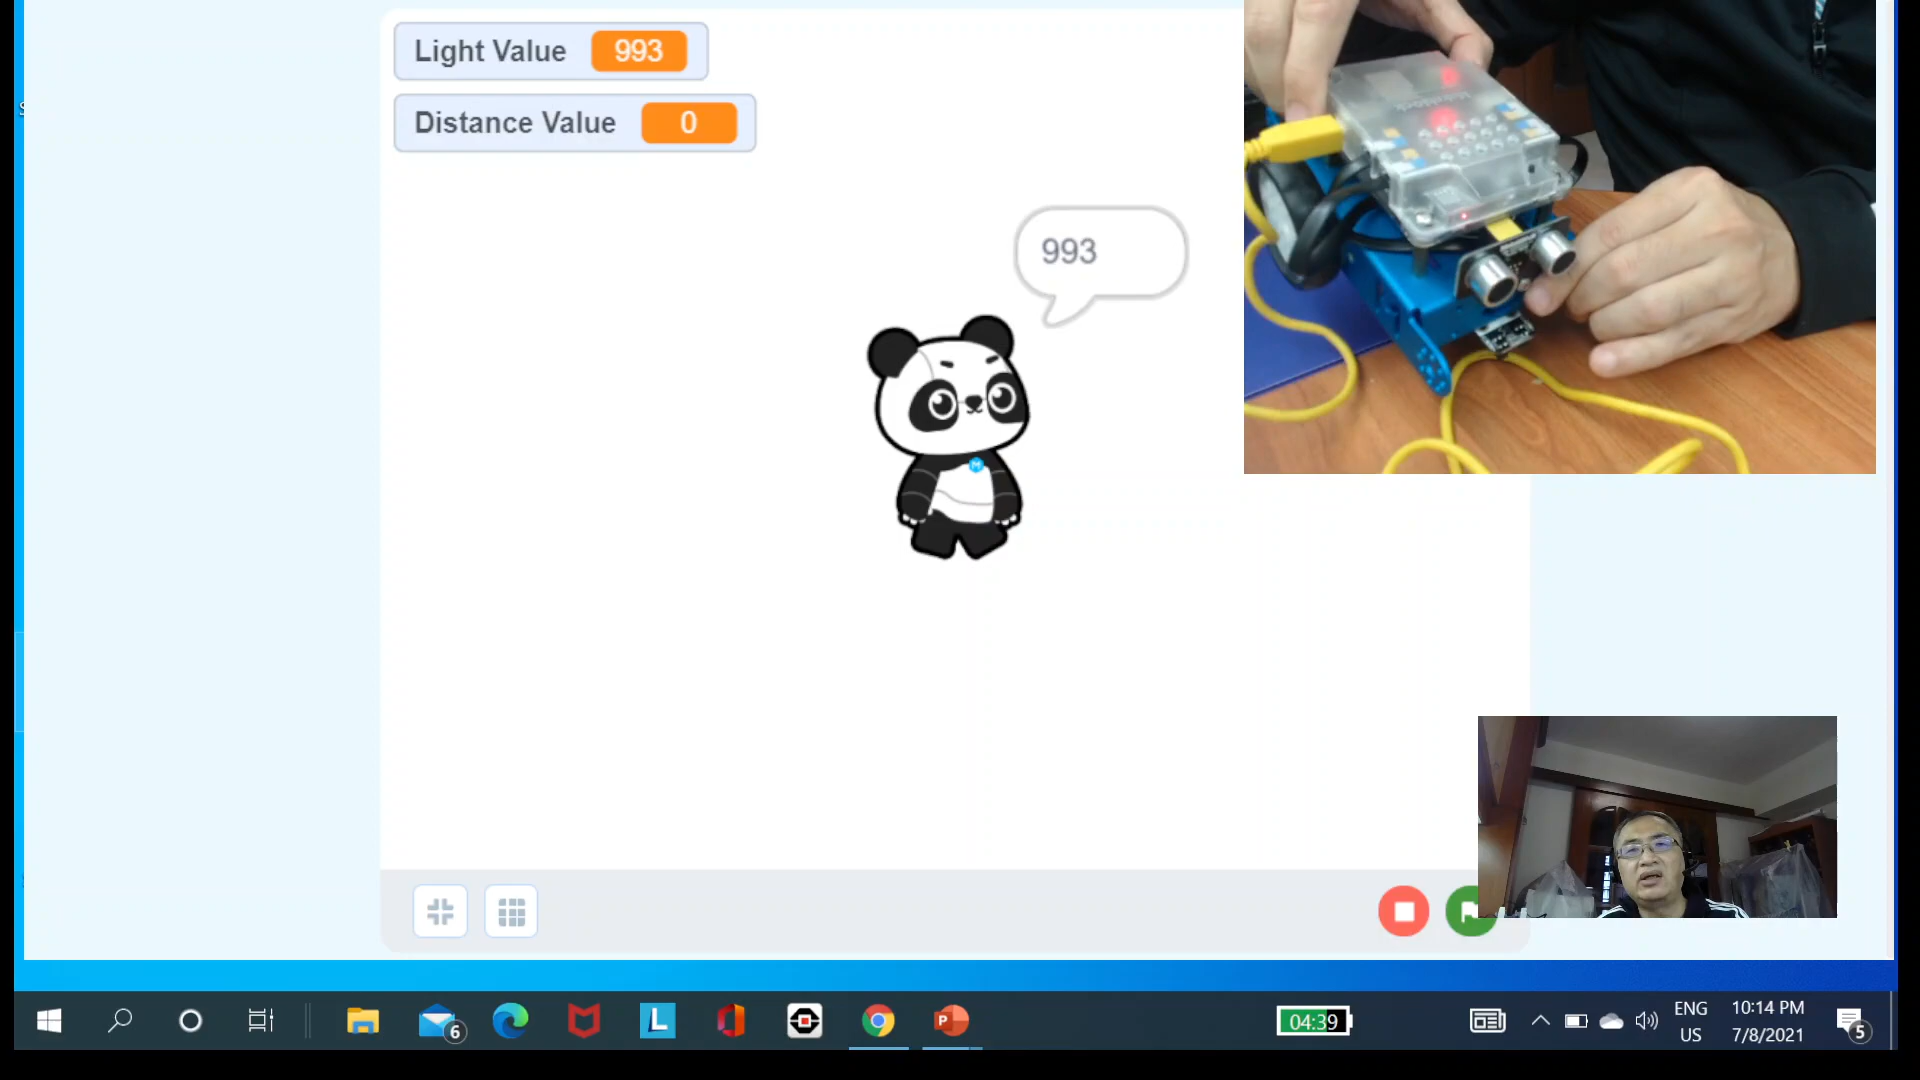 Light Value 993
Distance Value 0
993
M
6
L
P
04:39
ENG
US
10:14 PM
7/8/2021
5